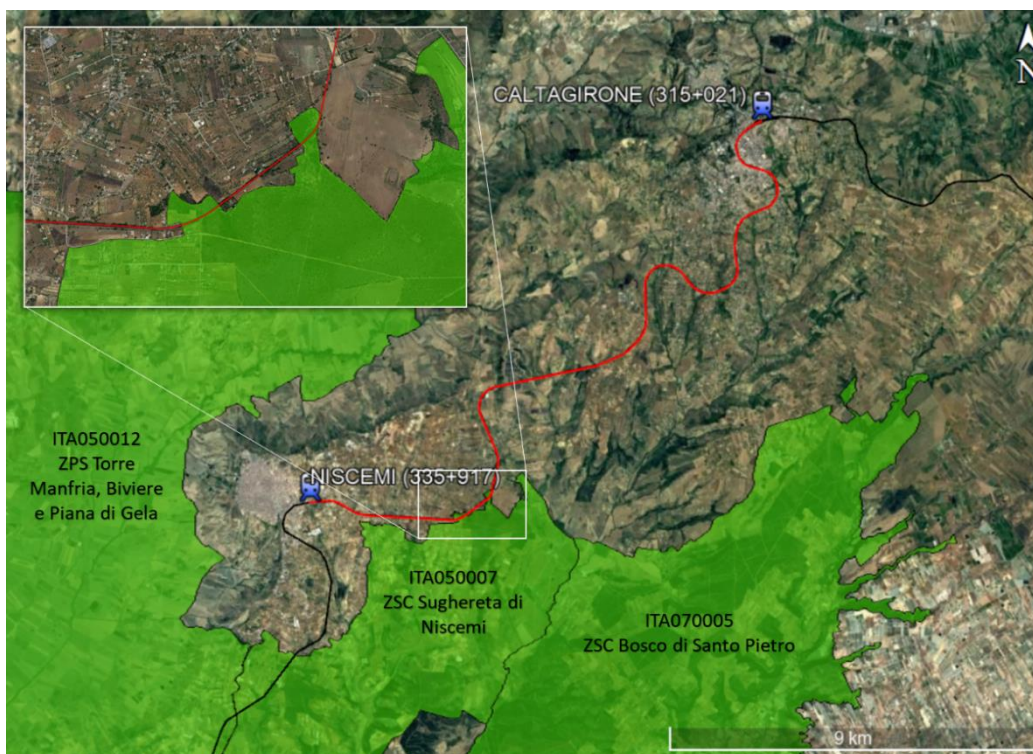 N
CALTAGIRONE (315+021)
ITA050012
ZPS Torre
Manfria, Biviere
e Piana di Gela
NISCEMI (335+917)
ITA050007
ZSC Sughereta di
Niscemi
ITA070005
ZSC Bosco di Santo Pietro
9 km